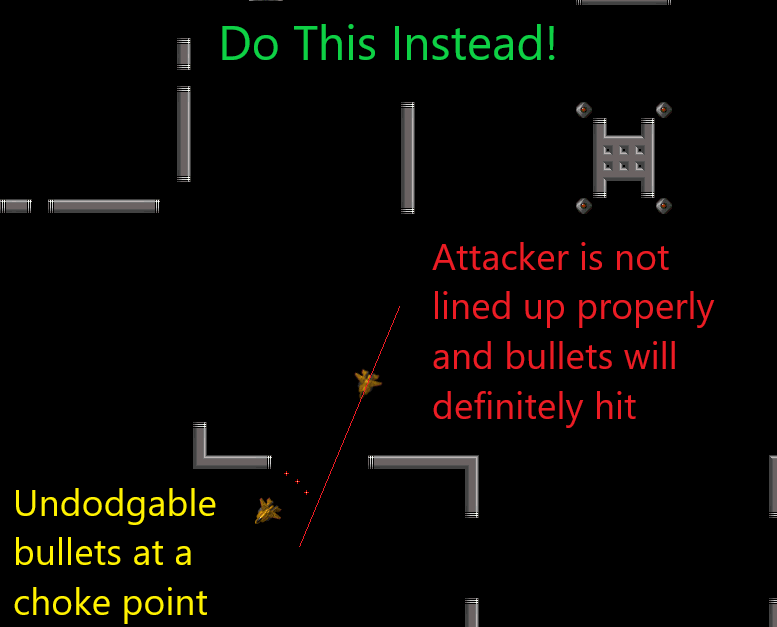 Do This Instead!
Attacker is not
lined up properly
and bullets will
definitely hit
Undodgable
bullets at a
choke point